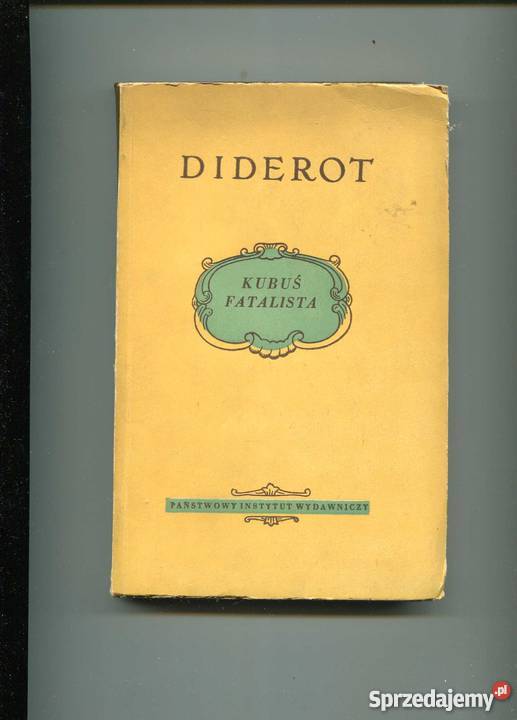 DIDEROT
KUBUŚ
FATALISTA
PAŃSTWOWY INSTYTUT WYDAWNICZY
Sprzedajemy.pl